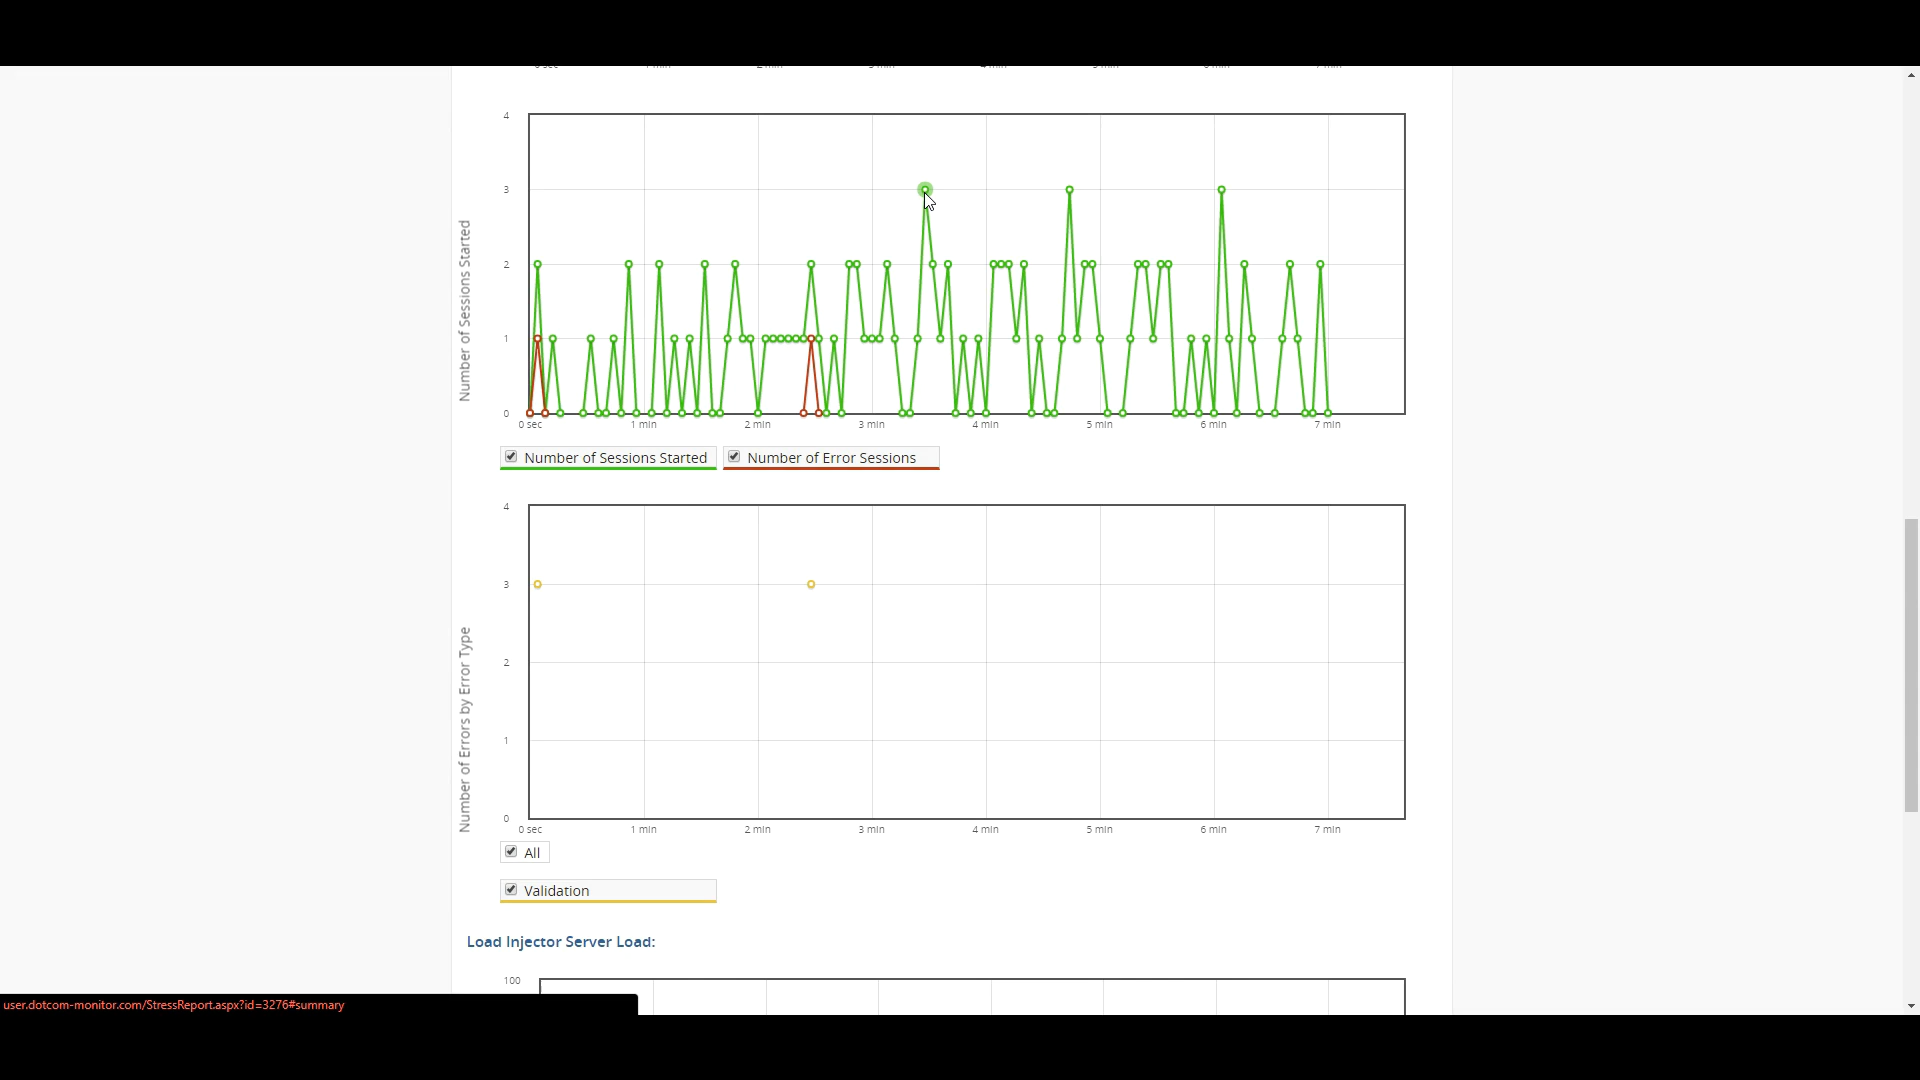 4
3
2
1
0
Number of Sessions Started
0 sec 1 min 2 min 3 min 4 min 5 min 6 min 7 min
Number of Sessions Started Number of Error Sessions
4
3
2
1
0
Number of Errors by Error Type
0 sec 1 min 2 min 3 min 4 min 5 min 6 min 7 min
All
Validation
Load Injector Server Load:
100
user.dotcom-monitor.com/StressReport.aspx?id=3276#summary